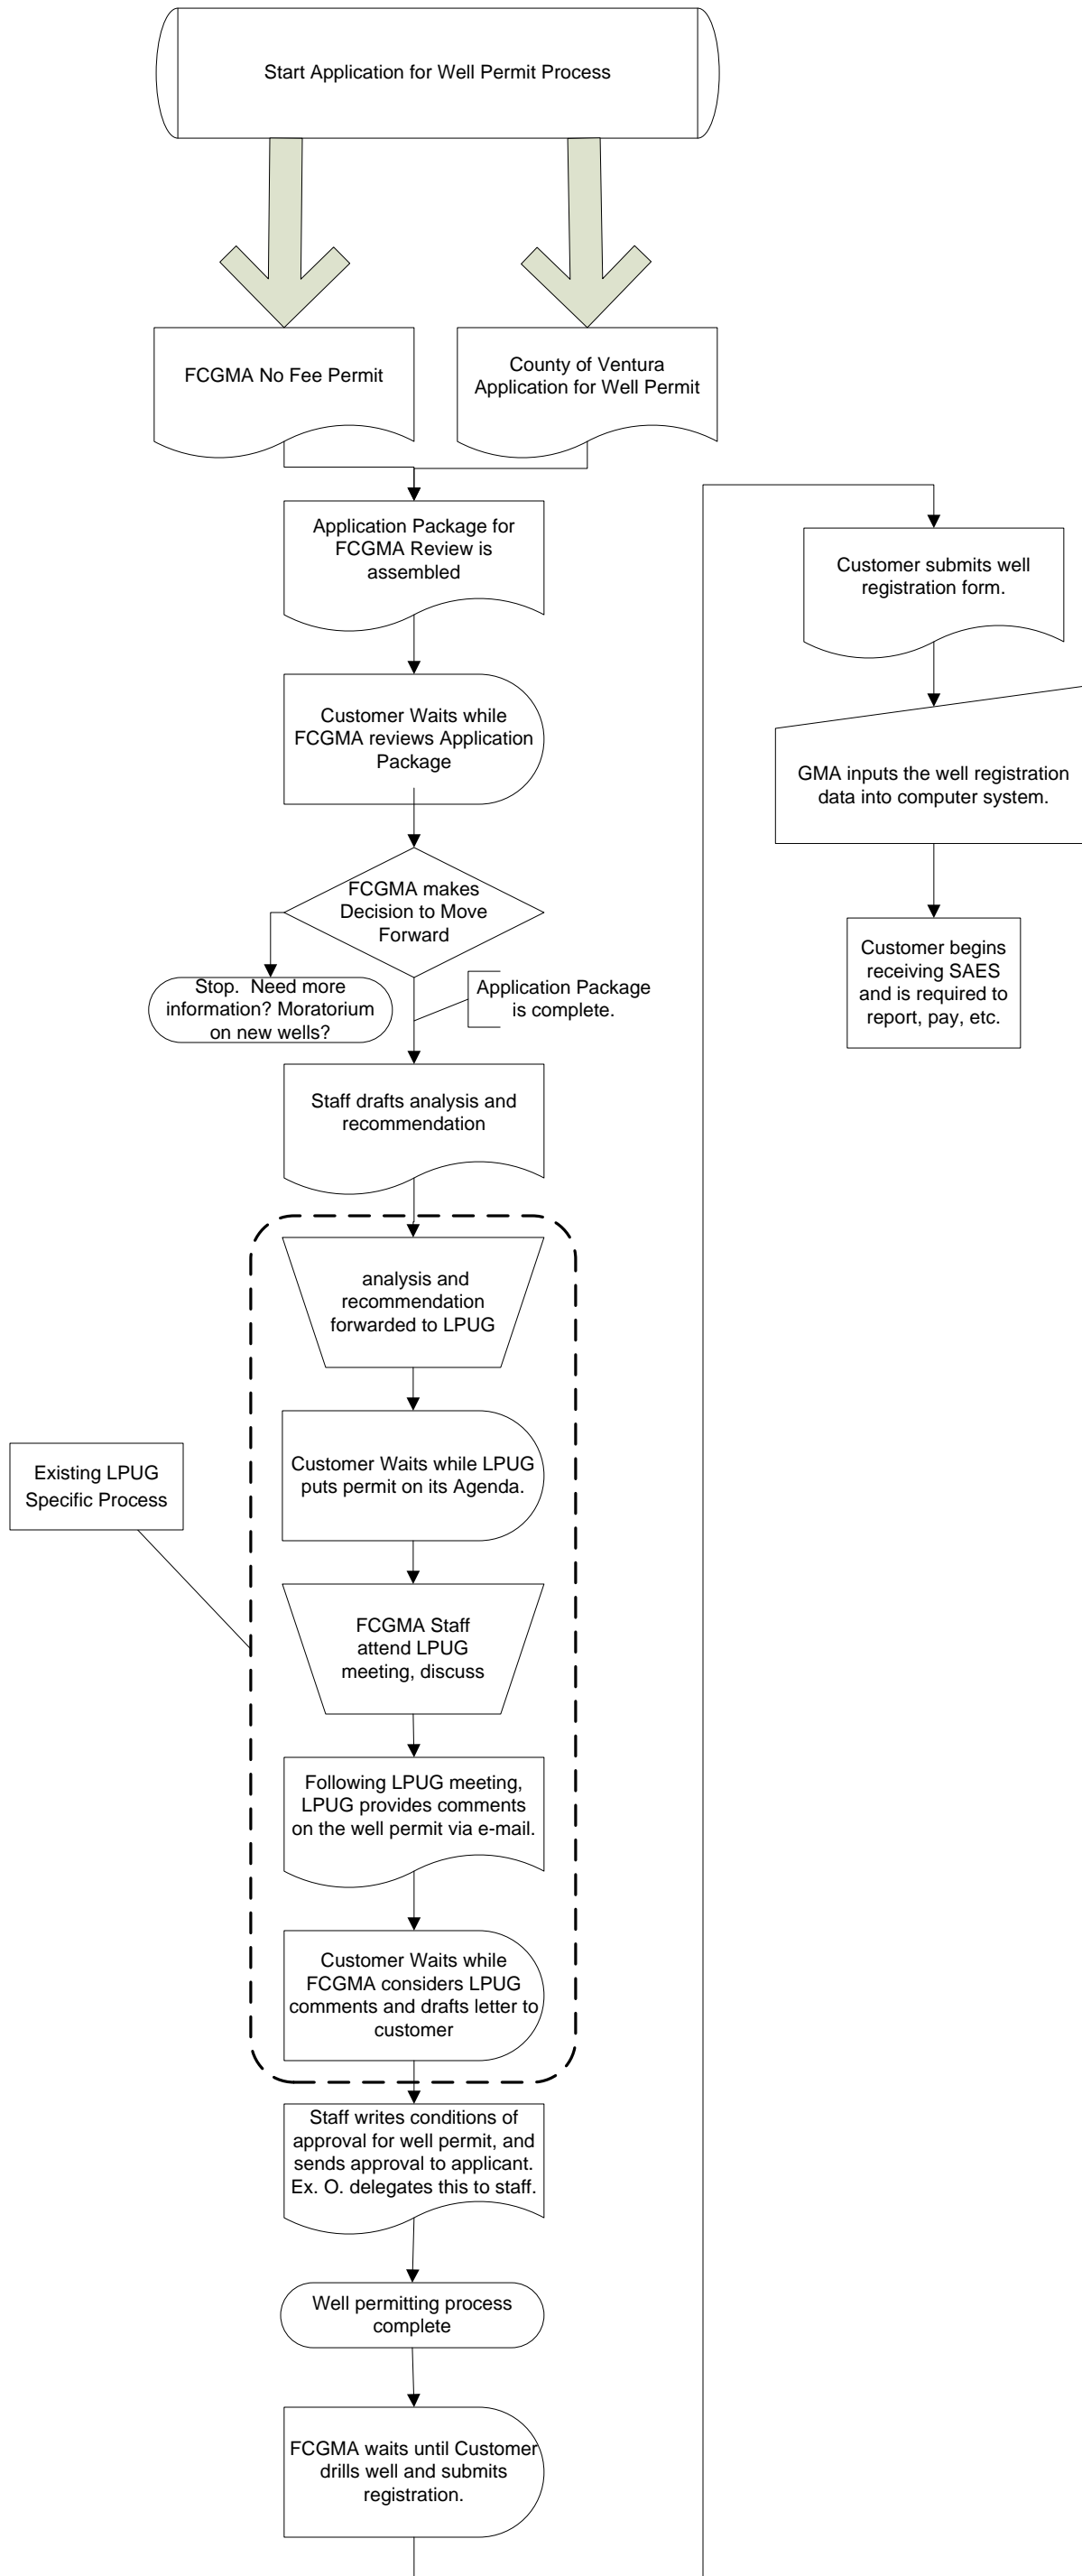 Start Application for Well Permit Process
FCGMA No Fee Permit
County of Ventura
Application for Well Permit
Application Package for
FCGMA Review is
assembled
Customer Waits while
FCGMA reviews Application
Package
FCGMA makes
Decision to Move
Forward
Stop.  Need more
information? Moratorium
on new wells?
Application Package
is complete.
Staff drafts analysis and
recommendation
analysis and
recommendation
forwarded to LPUG
Customer Waits while LPUG
puts permit on its Agenda.
Existing LPUG
Specific Process
FCGMA Staff
attend LPUG
meeting, discuss
Following LPUG meeting,
LPUG provides comments
on the well permit via e-mail.
Customer Waits while
FCGMA considers LPUG
comments and drafts letter to
customer
Staff writes conditions of
approval for well permit, and
sends approval to applicant.
Ex. O. delegates this to staff.
Well permitting process
complete
FCGMA waits until Customer
drills well and submits
registration.
Customer submits well
registration form.
GMA inputs the well registration
data into computer system.
Customer begins
receiving SAES
and is required to
report, pay, etc.